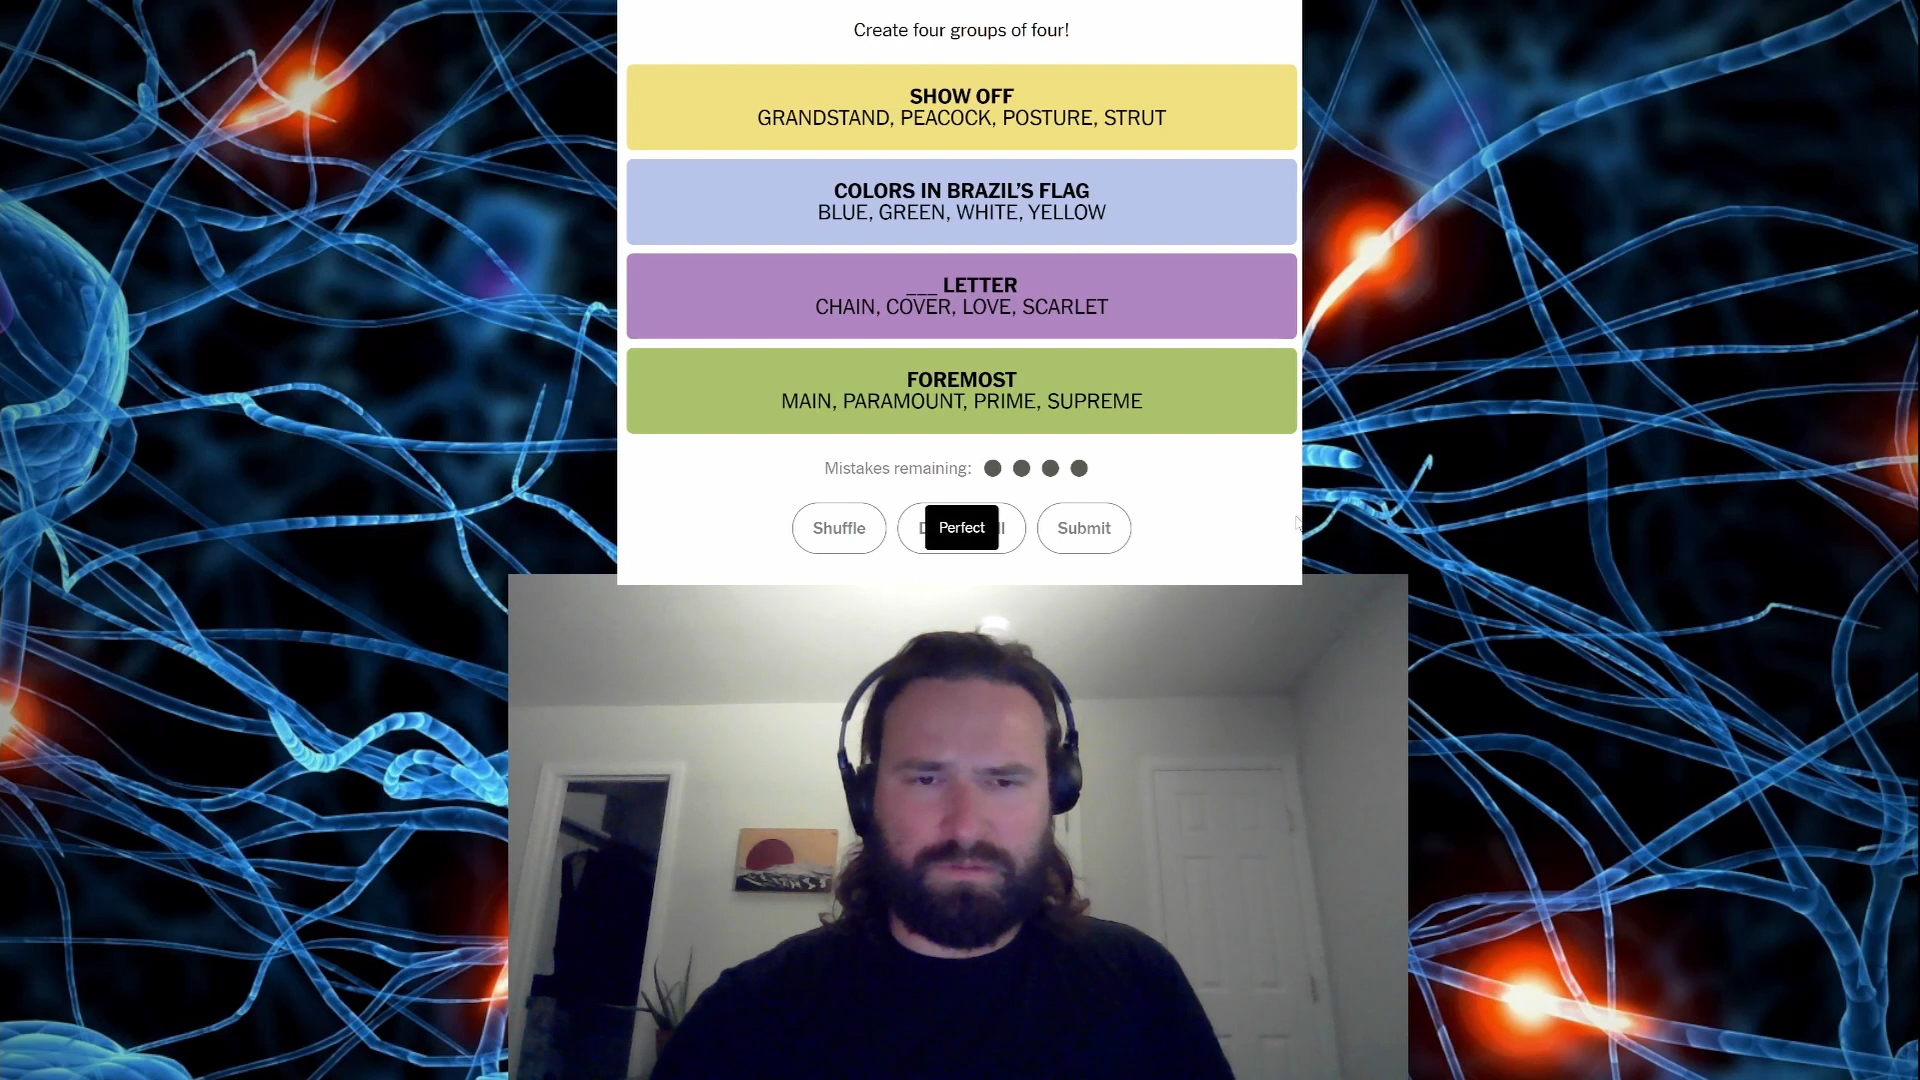 Create four groups of four!
SHOW OFF
GRANDSTAND, PEACOCK, POSTURE, STRUT
COLORS IN BRAZIL’S FLAG
BLUE, GREEN, WHITE, YELLOW
___ LETTER
CHAIN, COVER, LOVE, SCARLET
FOREMOST
MAIN, PARAMOUNT, PRIME, SUPREME
Mistakes remaining:
Shuffle Perfect Submit